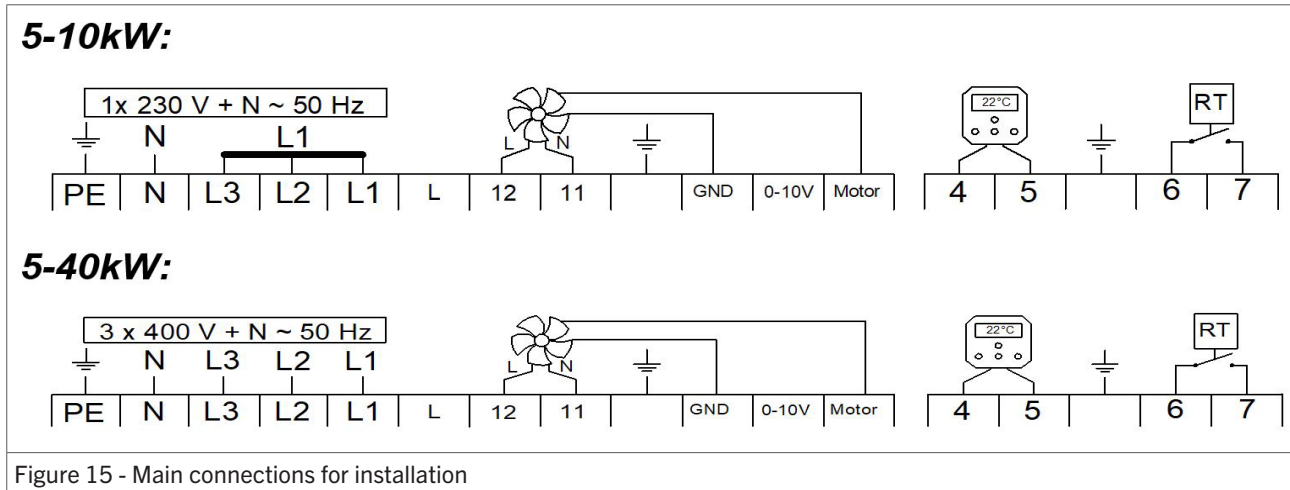 5-10kW:
1x 230 V + N ~ 50 Hz
N L1
L N
22°C
RT
PE N L3 L2 L1 L 12 11 GND 0-10V Motor 4 5 6 7
5-40kW:
3 x 400 V + N ~ 50 Hz
N L3 L2 L1
L N
22°C
RT
PE N L3 L2 L1 L 12 11 GND 0-10V Motor 4 5 6 7
Figure 15 - Main connections for installation